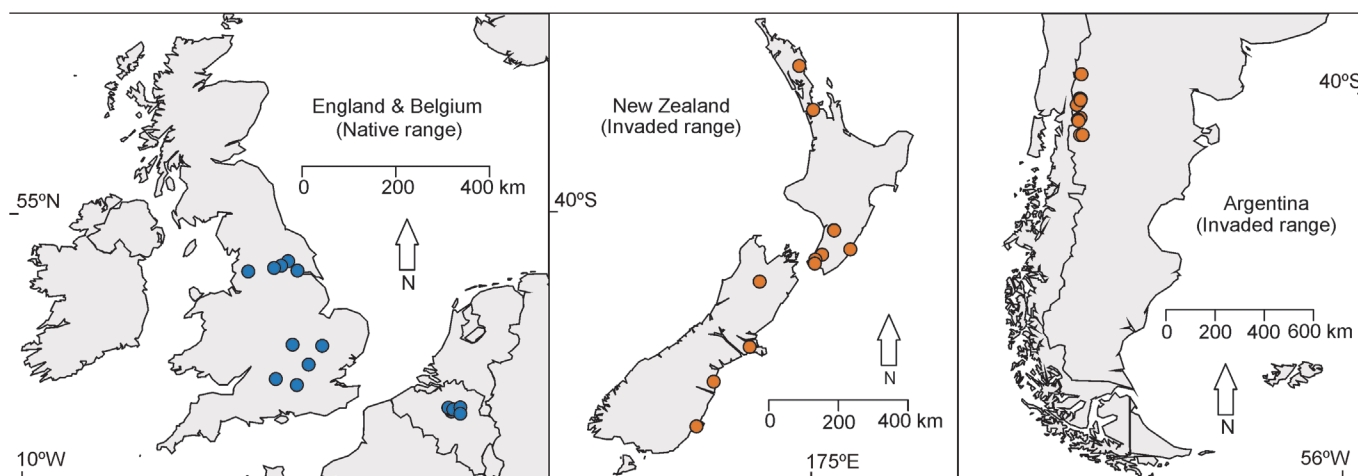 England & Belgium
(Native range)
0 200 400 km
55ºN
N
10ºW
New Zealand
(Invaded range)
40ºS
N
0 200 400 km
175ºE
40ºS
Argentina
(Invaded range)
0 200 400 600 km
N
56ºW